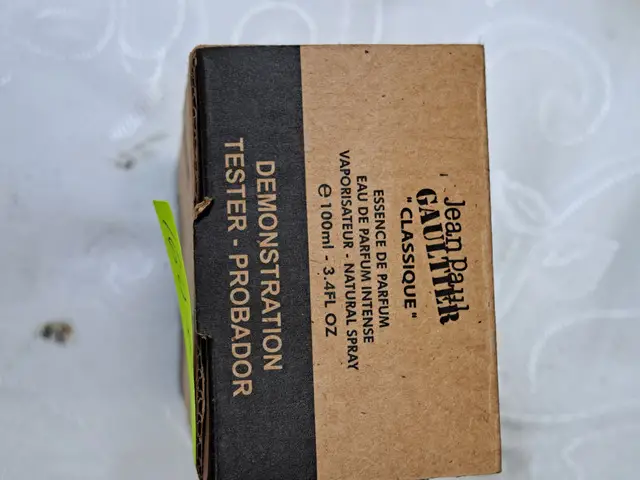 Jean Paul
GAULTIER
"CLASSIQUE"
ESSENCE DE PARFUM
EAU DE PARFUM INTENSE
VAPORISATEUR - NATURAL SPRAY
℮ 100ml - 3.4FL OZ
DEMONSTRATION
TESTER - PROBADOR